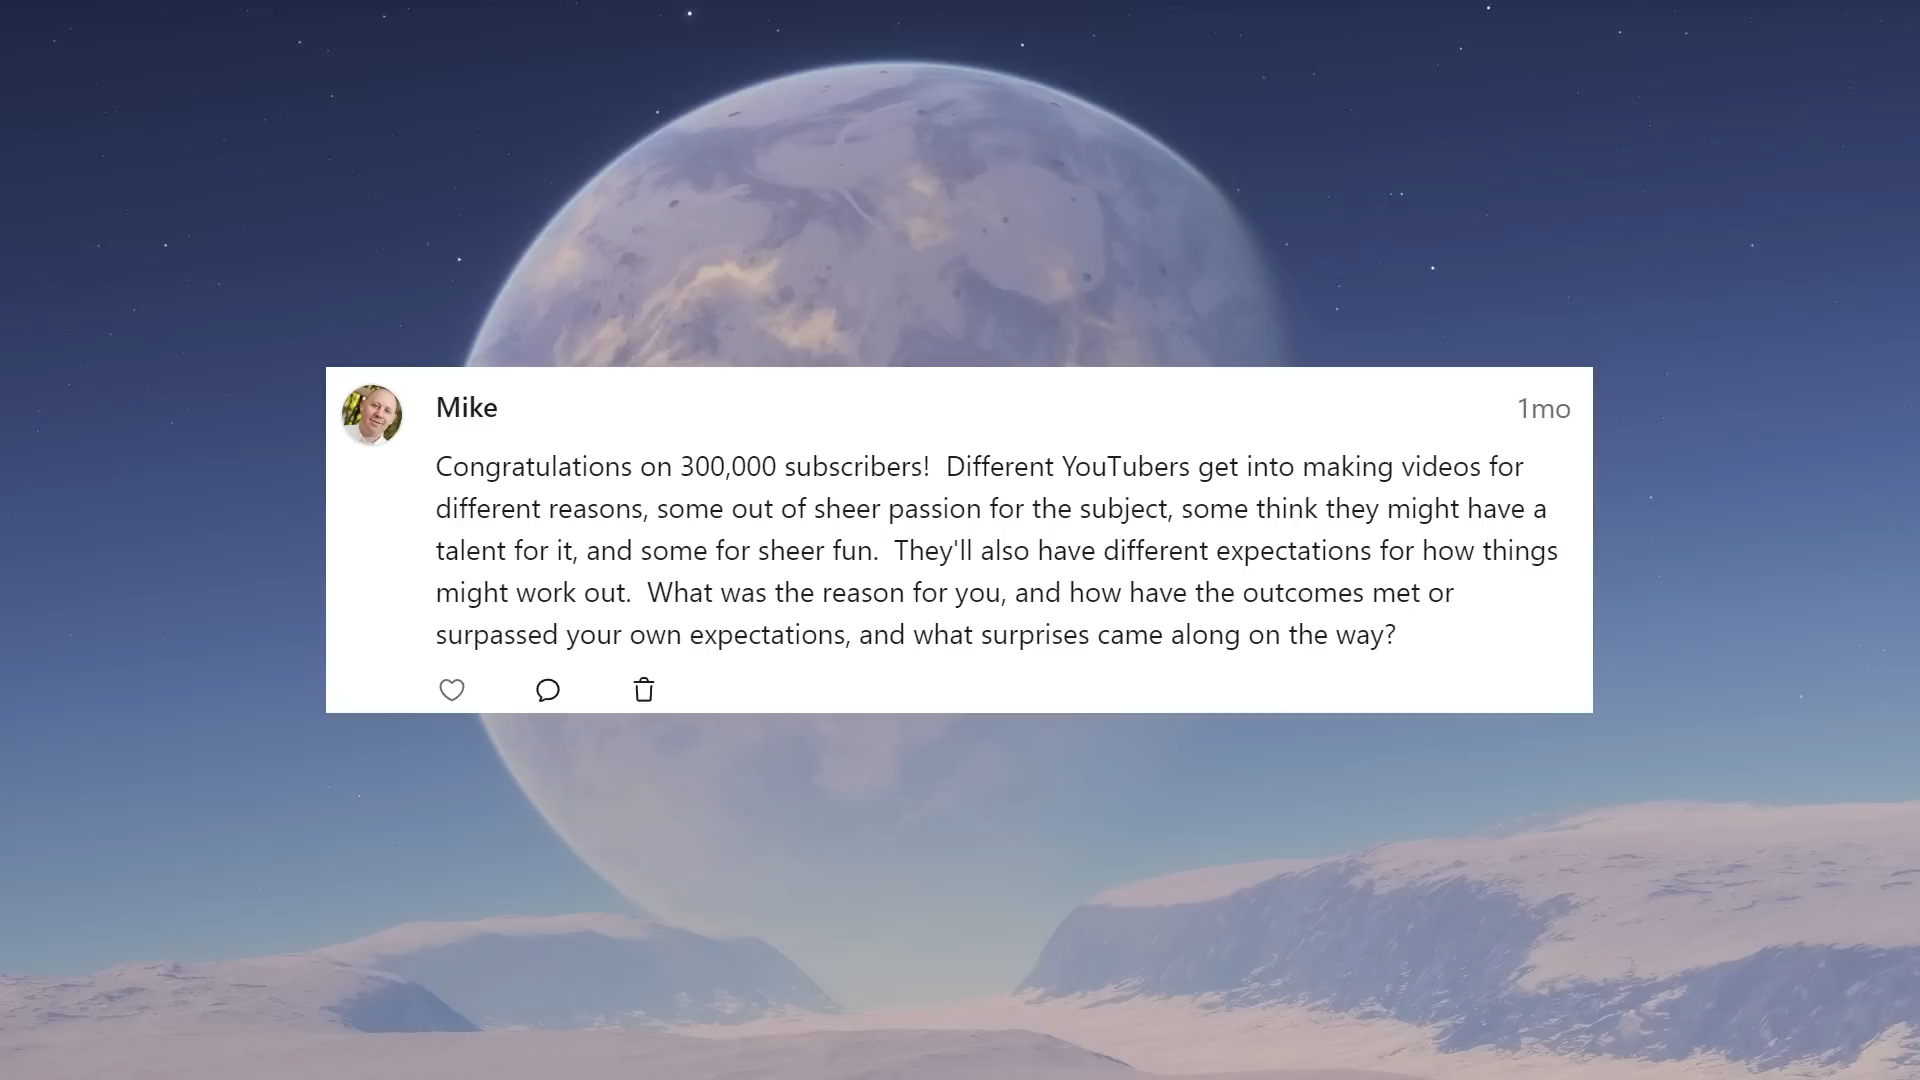 Mike
1mo
Congratulations on 300,000 subscribers!  Different YouTubers get into making videos for
different reasons, some out of sheer passion for the subject, some think they might have a
talent for it, and some for sheer fun.  They'll also have different expectations for how things
might work out.  What was the reason for you, and how have the outcomes met or
surpassed your own expectations, and what surprises came along on the way?